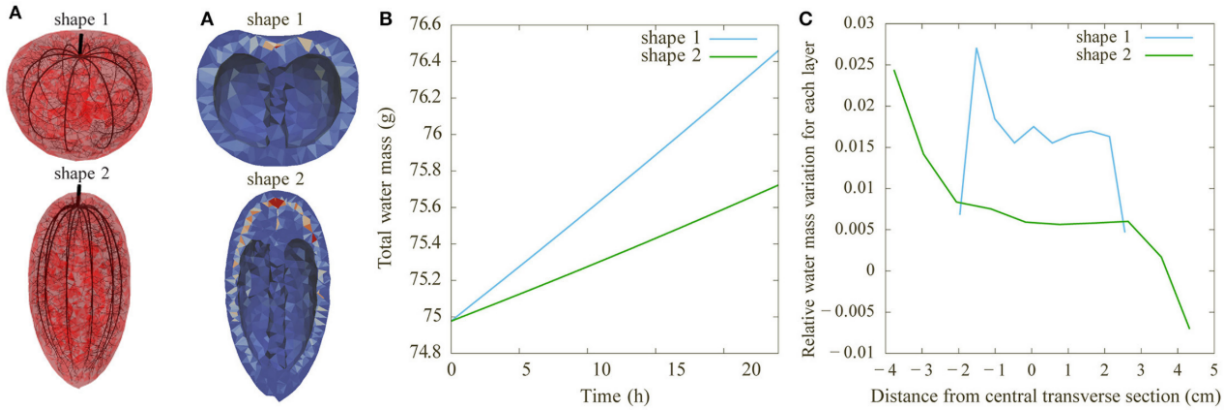 A
shape 1
shape 2
A
shape 1
shape 2
B
76.6
76.4
76.2
76
75.8
75.6
75.4
75.2
75
74.8
Total water mass (g)
shape 1
shape 2
0
5
10
15
20
Time (h)
C
0.03
0.025
0.02
0.015
0.01
0.005
0
−0.005
−0.01
Relative water mass variation for each layer
shape 1
shape 2
−4 −3 −2 −1 0 1 2 3 4 5
Distance from central transverse section (cm)